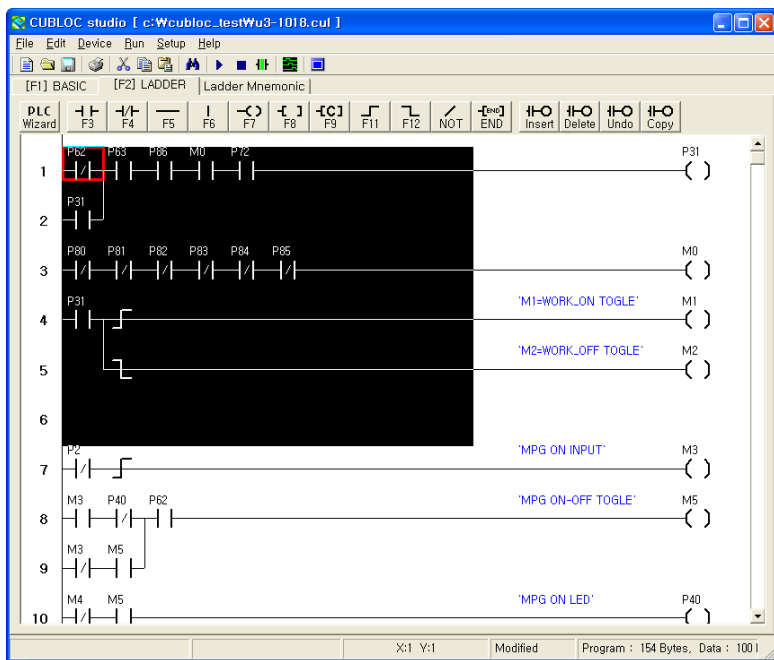 CUBLOC studio [ c:₩cubloc_test₩u3-1018.cul ]
File Edit Device Run Setup Help
[F1] BASIC [F2] LADDER Ladder Mnemonic
PLC Wizard F3 F4 F5 F6 F7 F8 [C] F9 F11 F12 NOT [END] END Insert Delete Undo Copy
P62 P63 P86 M0 P72 P31
1
P31
2
P80 P81 P82 P83 P84 P85 M0
3
P31 'M1=WORK_ON TOGLE' M1
4
'M2=WORK_OFF TOGLE' M2
5
6
P2 'MPG ON INPUT' M3
7
M3 P40 P62 'MPG ON-OFF TOGLE' M5
8
M3 M5
9
M4 M5 'MPG ON LED' P40
10
X:1 Y:1 Modified Program : 154 Bytes, Data : 100